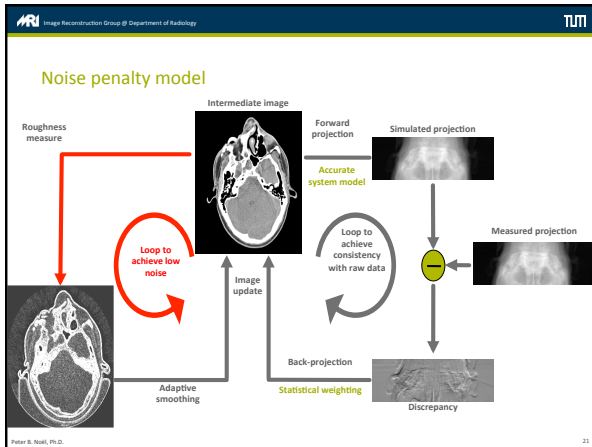 MRI Image Reconstruction Group @ Department of Radiology
TUM
Noise penalty model
Intermediate image
Roughness
measure
Forward
projection
Simulated projection
Accurate
system model
Loop to
achieve low
noise
Loop to
achieve
consistency
with raw data
Measured projection
Image
update
Back-projection
Adaptive
smoothing
Statistical weighting
Discrepancy
Peter B. Noël, Ph.D.
21